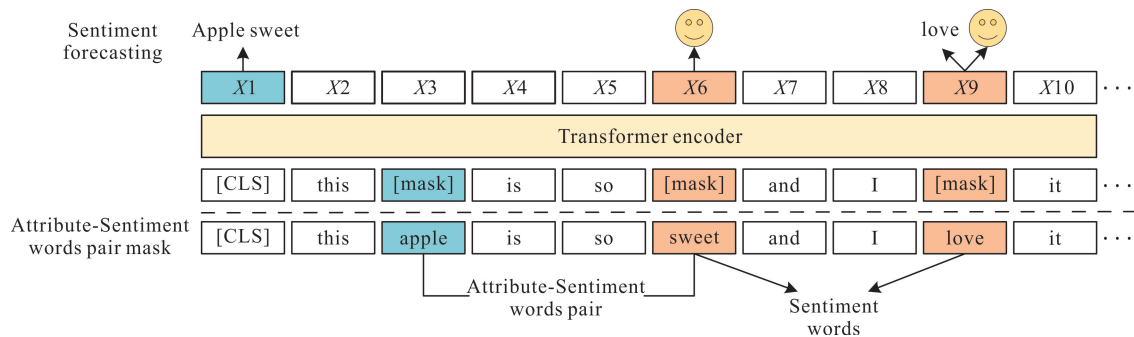 Sentiment
forecasting
Apple sweet
love
X1 X2 X3 X4 X5 X6 X7 X8 X9 X10 ···
Transformer encoder
[CLS] this [mask] is so [mask] and I [mask] it ···
Attribute-Sentiment
words pair mask
[CLS] this apple is so sweet and I love it ···
Attribute-Sentiment
words pair
Sentiment
words